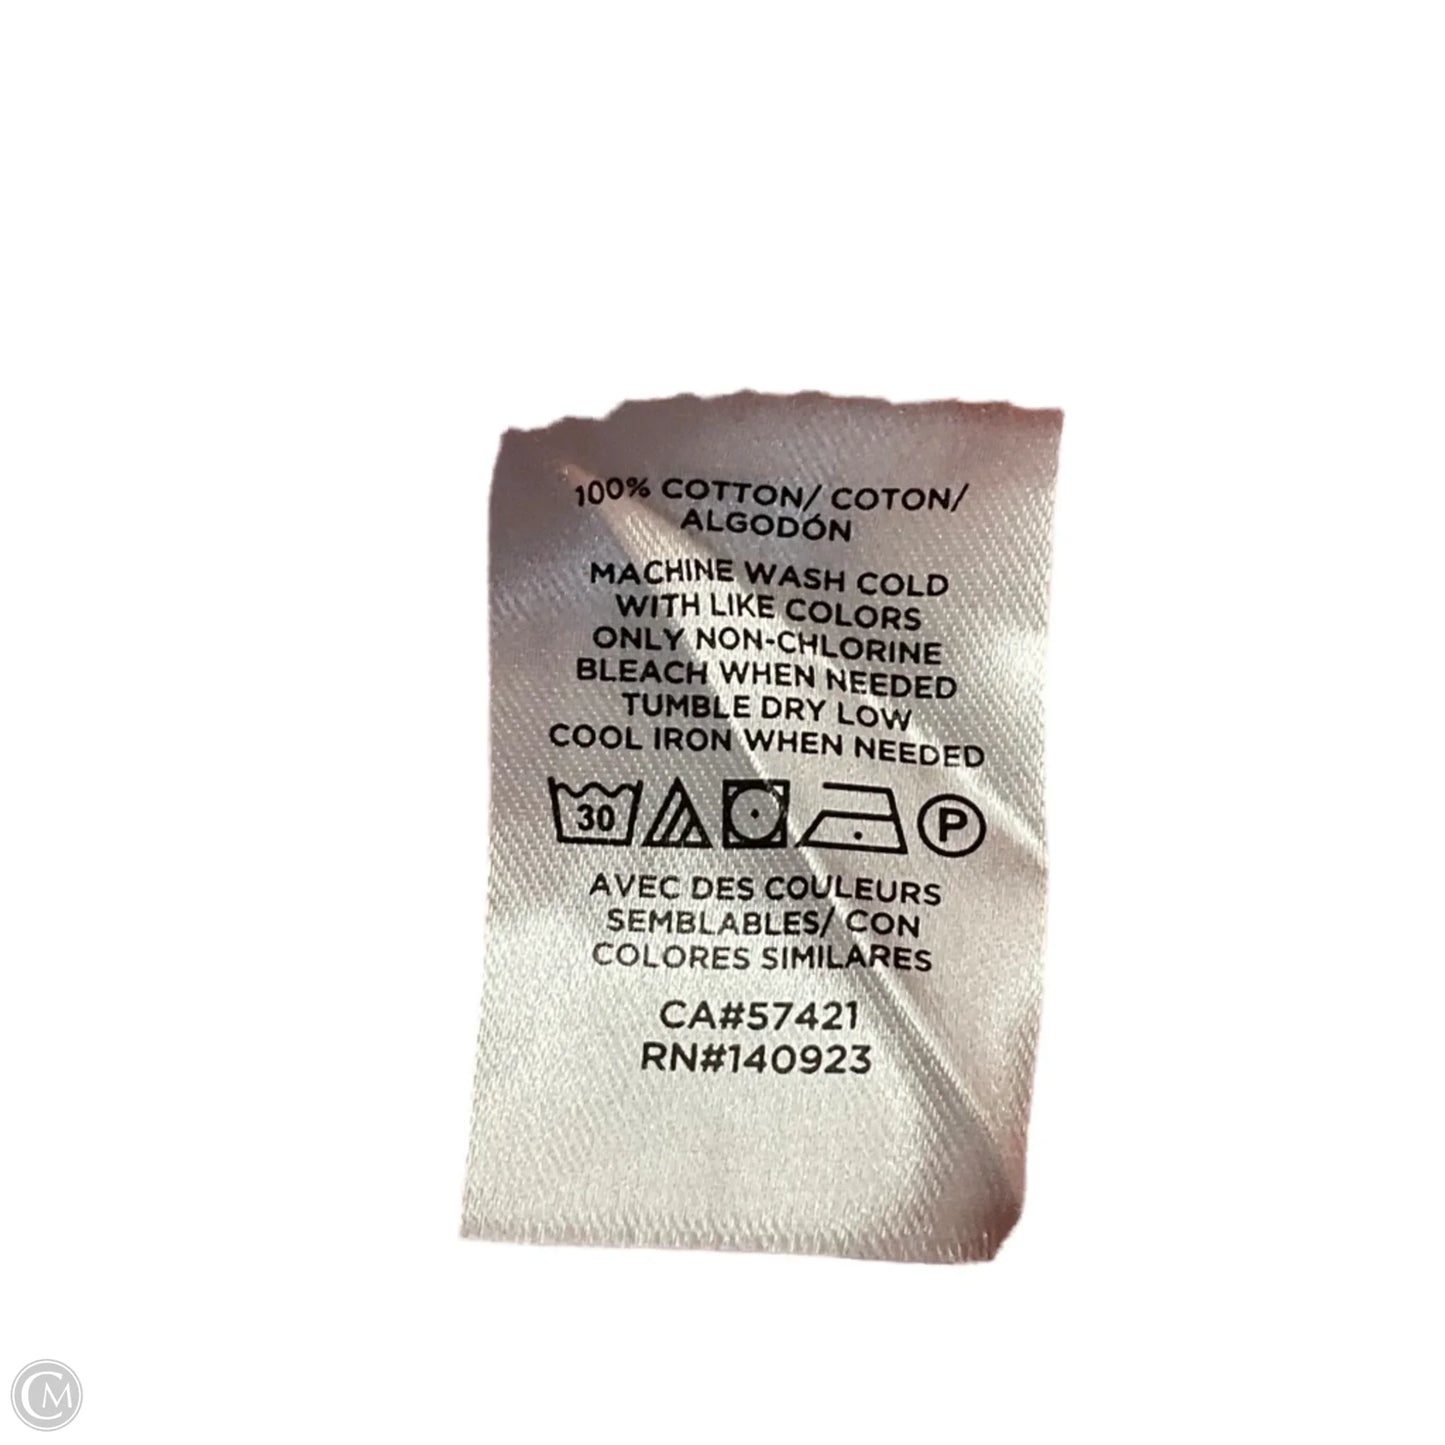 100% COTTON/ COTON/
ALGODÓN
MACHINE WASH COLD
WITH LIKE COLORS
ONLY NON-CHLORINE
BLEACH WHEN NEEDED
TUMBLE DRY LOW
COOL IRON WHEN NEEDED
30 P
AVEC DES COULEURS
SEMBLABLES/ CON
COLORES SIMILARES
CA#57421
RN#140923
CM